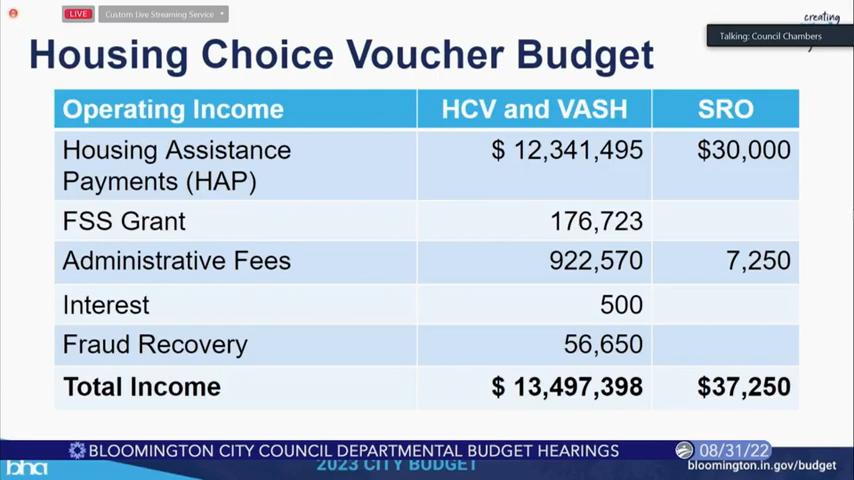 LIVE
Custom Live Streaming Service
creating
Talking: Council Chambers
Housing Choice Voucher Budget
Operating Income HCV and VASH SRO
Housing Assistance
Payments (HAP) $ 12,341,495 $30,000
FSS Grant 176,723
Administrative Fees 922,570 7,250
Interest 500
Fraud Recovery 56,650
Total Income $ 13,497,398 $37,250
BLOOMINGTON CITY COUNCIL DEPARTMENTAL BUDGET HEARINGS 08/31/22
bha 2023 CITY BUDGET bloomington.in.gov/budget